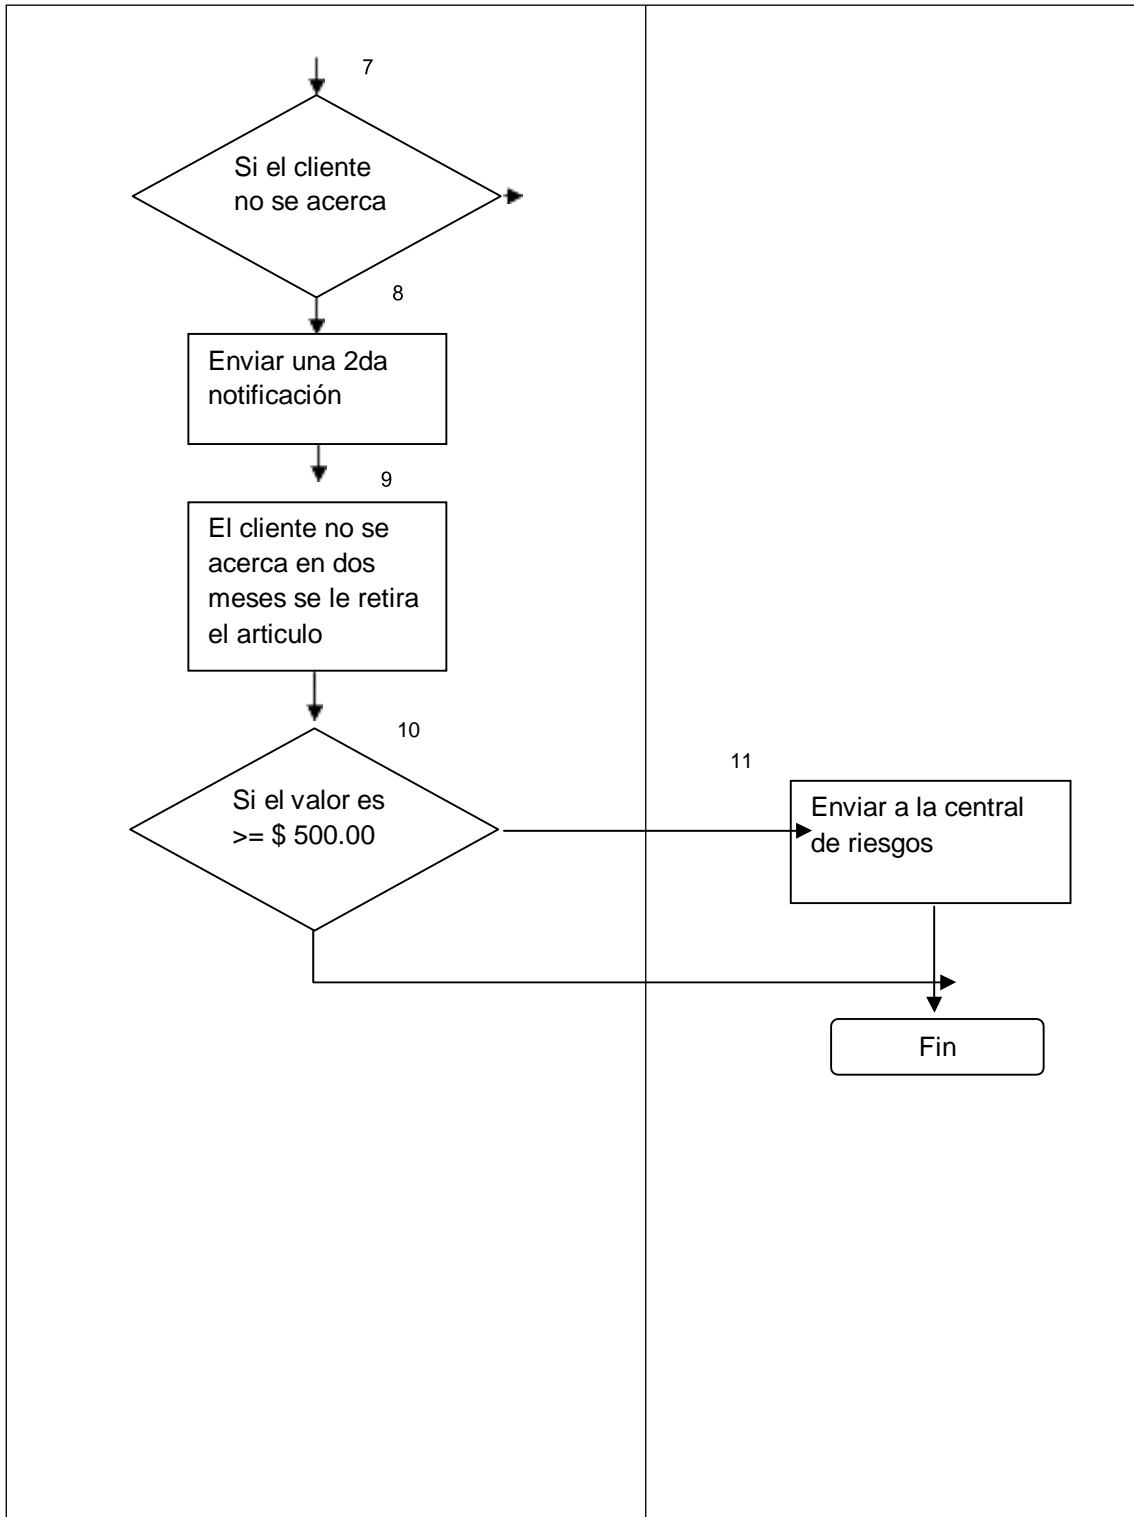 7
Si el cliente
no se acerca
8
Enviar una 2da
notificación
9
El cliente no se
acerca en dos
meses se le retira
el articulo
10
Si el valor es
>= $ 500.00
11
Enviar a la central
de riesgos
Fin